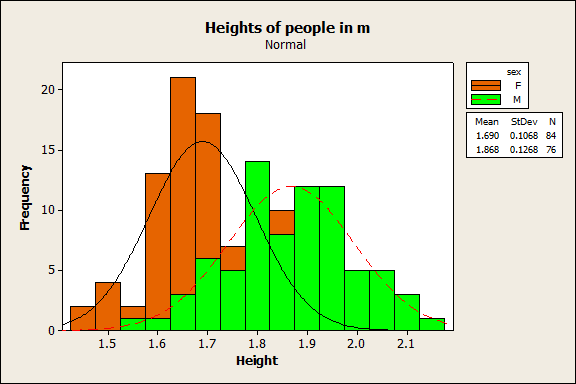 Heights of people in m
Normal
sex
F
M
Mean StDev N
1.690 0.1068 84
1.868 0.1268 76
Frequency
20
15
10
5
0
1.5 1.6 1.7 1.8 1.9 2.0 2.1
Height